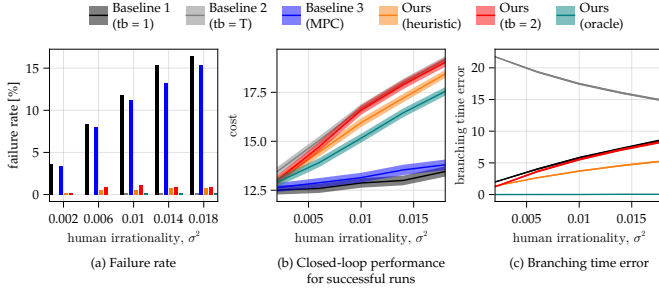 Baseline 1
(tb = 1)
Baseline 2
(tb = T)
Baseline 3
(MPC)
Ours
(heuristic)
Ours
(tb = 2)
Ours
(oracle)
failure rate [%]
15
10
5
0
0.002
0.006
0.01
0.014
0.018
human irrationality, σ²
(a) Failure rate
cost
17.5
15.0
12.5
0.005
0.01
0.015
human irrationality, σ²
(b) Closed-loop performance
for successful runs
branching time error
20
15
10
5
0
0.005
0.01
0.015
human irrationality, σ²
(c) Branching time error